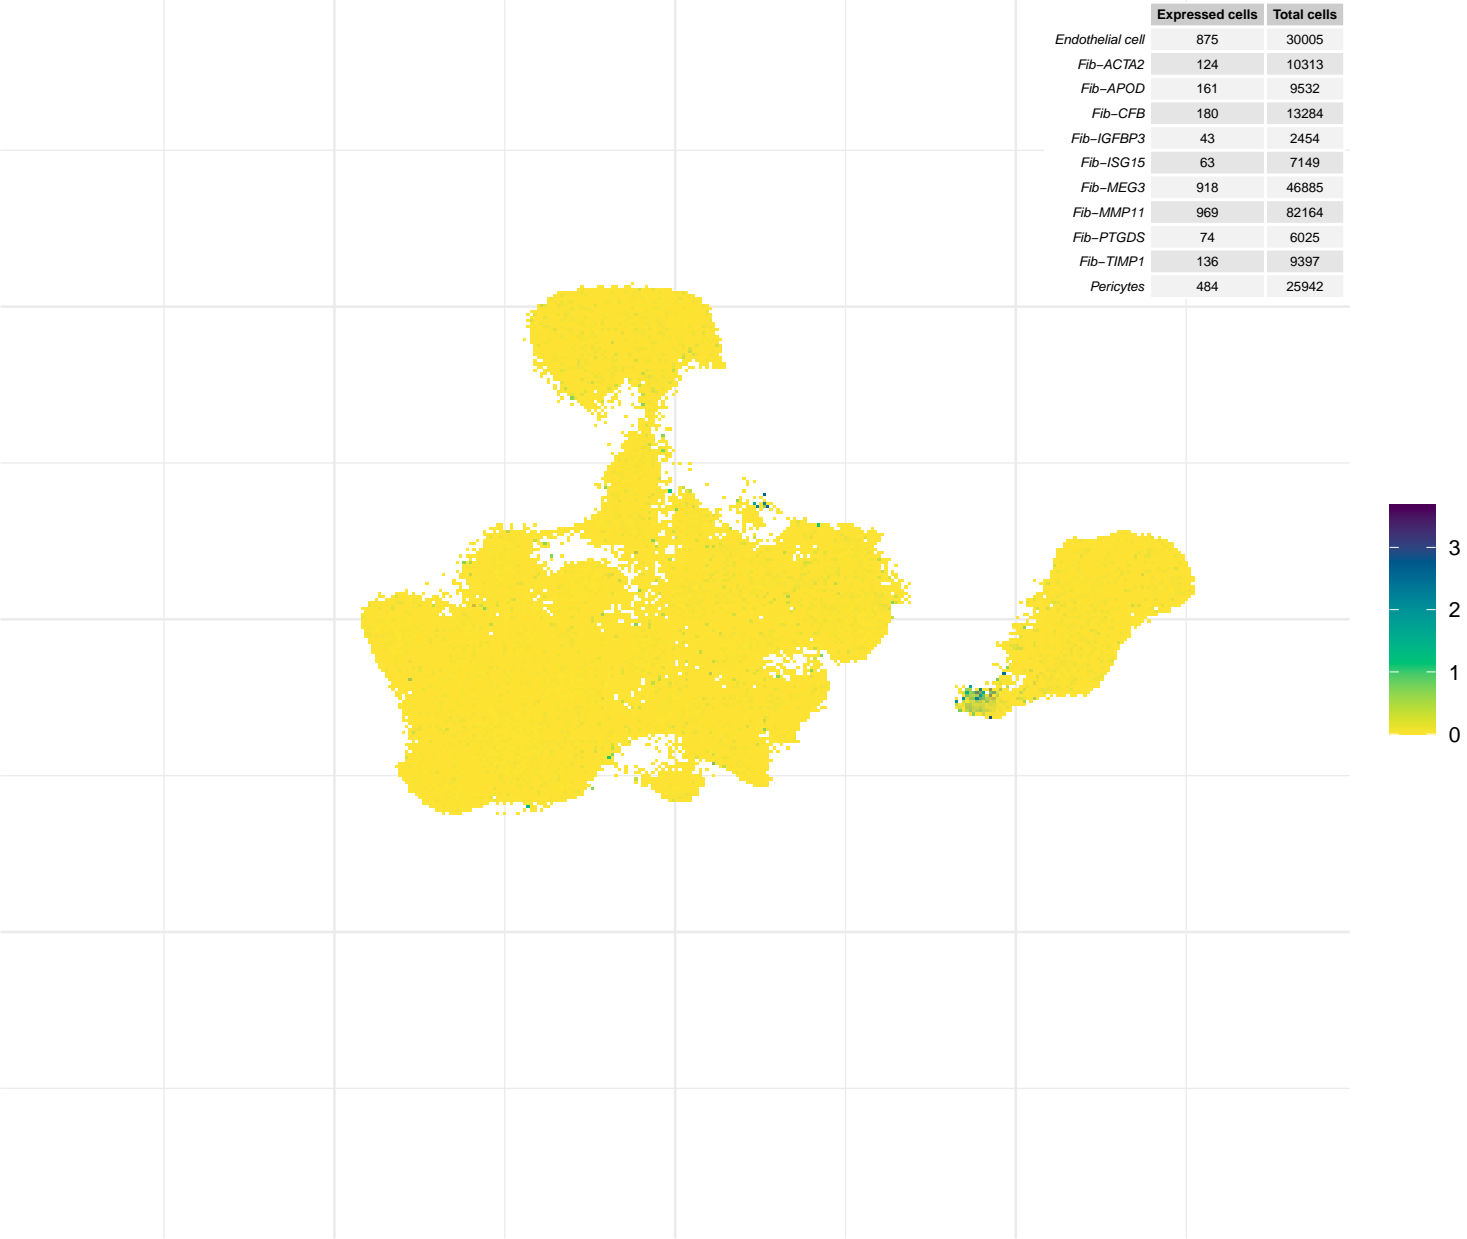 Expressed cells Total cells
Endothelial cell 875 30005
Fib−ACTA2 124 10313
Fib−APOD 161 9532
Fib−CFB 180 13284
Fib−IGFBP3 43 2454
Fib−ISG15 63 7149
Fib−MEG3 918 46885
Fib−MMP11 969 82164
Fib−PTGDS 74 6025
Fib−TIMP1 136 9397
Pericytes 484 25942
3
2
1
0